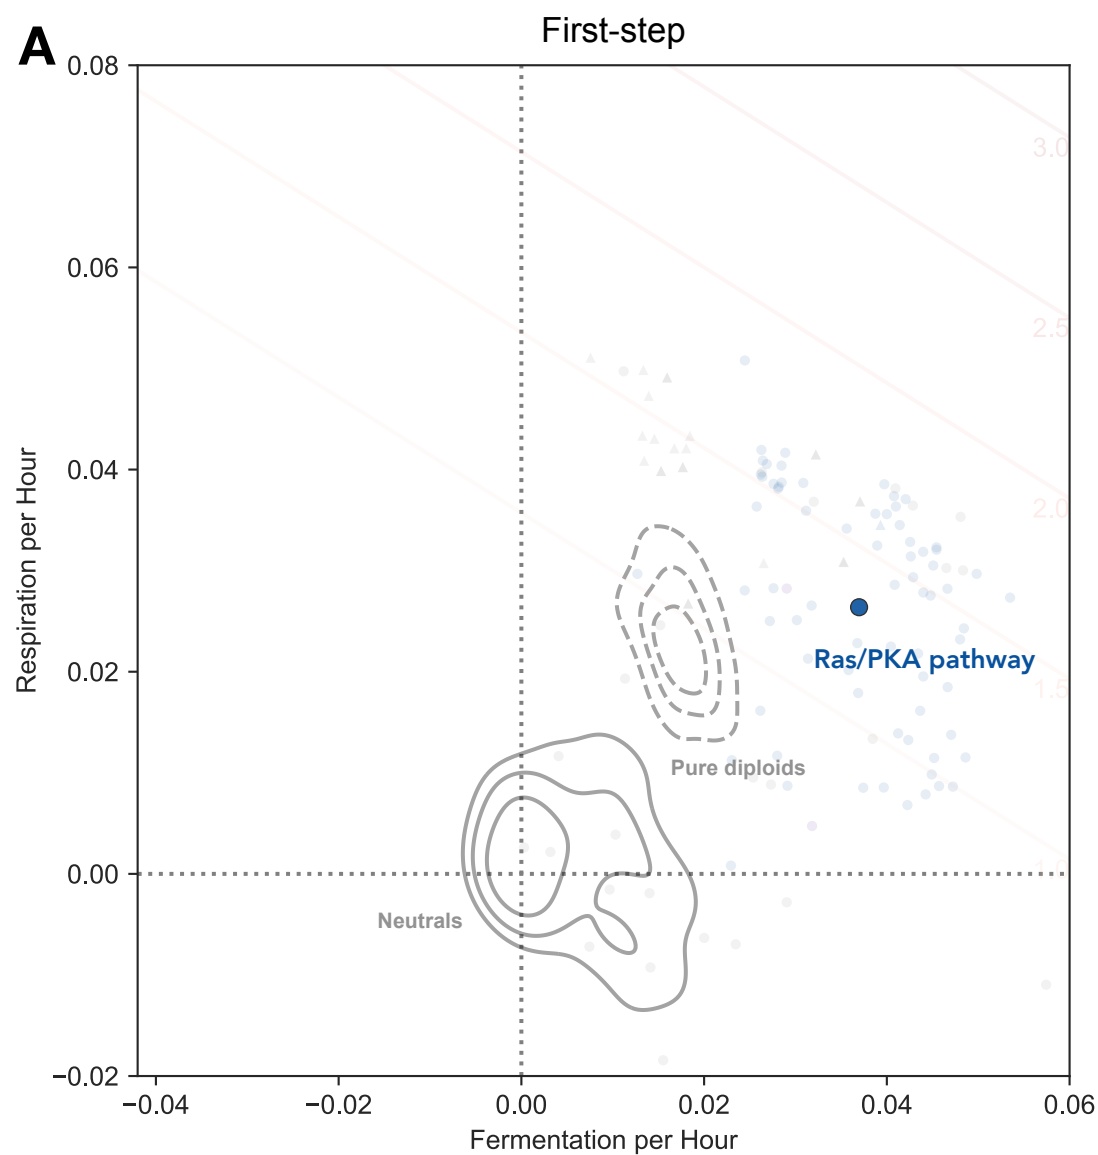 A
First-step
0.08
3.0
0.06
2.5
Respiration per Hour
0.04
2.0
Ras/PKA pathway
0.02
1.5
Pure diploids
1.0
0.00
Neutrals
−0.02
−0.04
−0.02
0.00
0.02
0.04
0.06
Fermentation per Hour